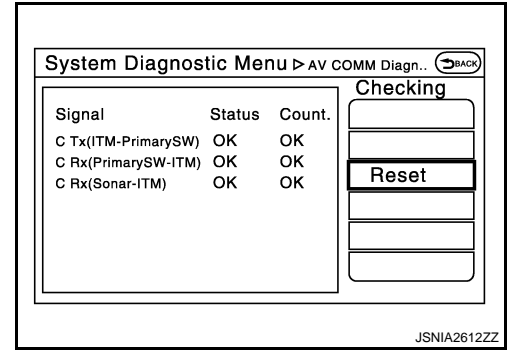 System Diagnostic Menu ▷ AV COMM Diagn.. BACK
Checking
Signal Status Count.
C Tx(ITM-PrimarySW) OK OK
C Rx(PrimarySW-ITM) OK OK
C Rx(Sonar-ITM) OK OK
Reset
JSNIA2612ZZ